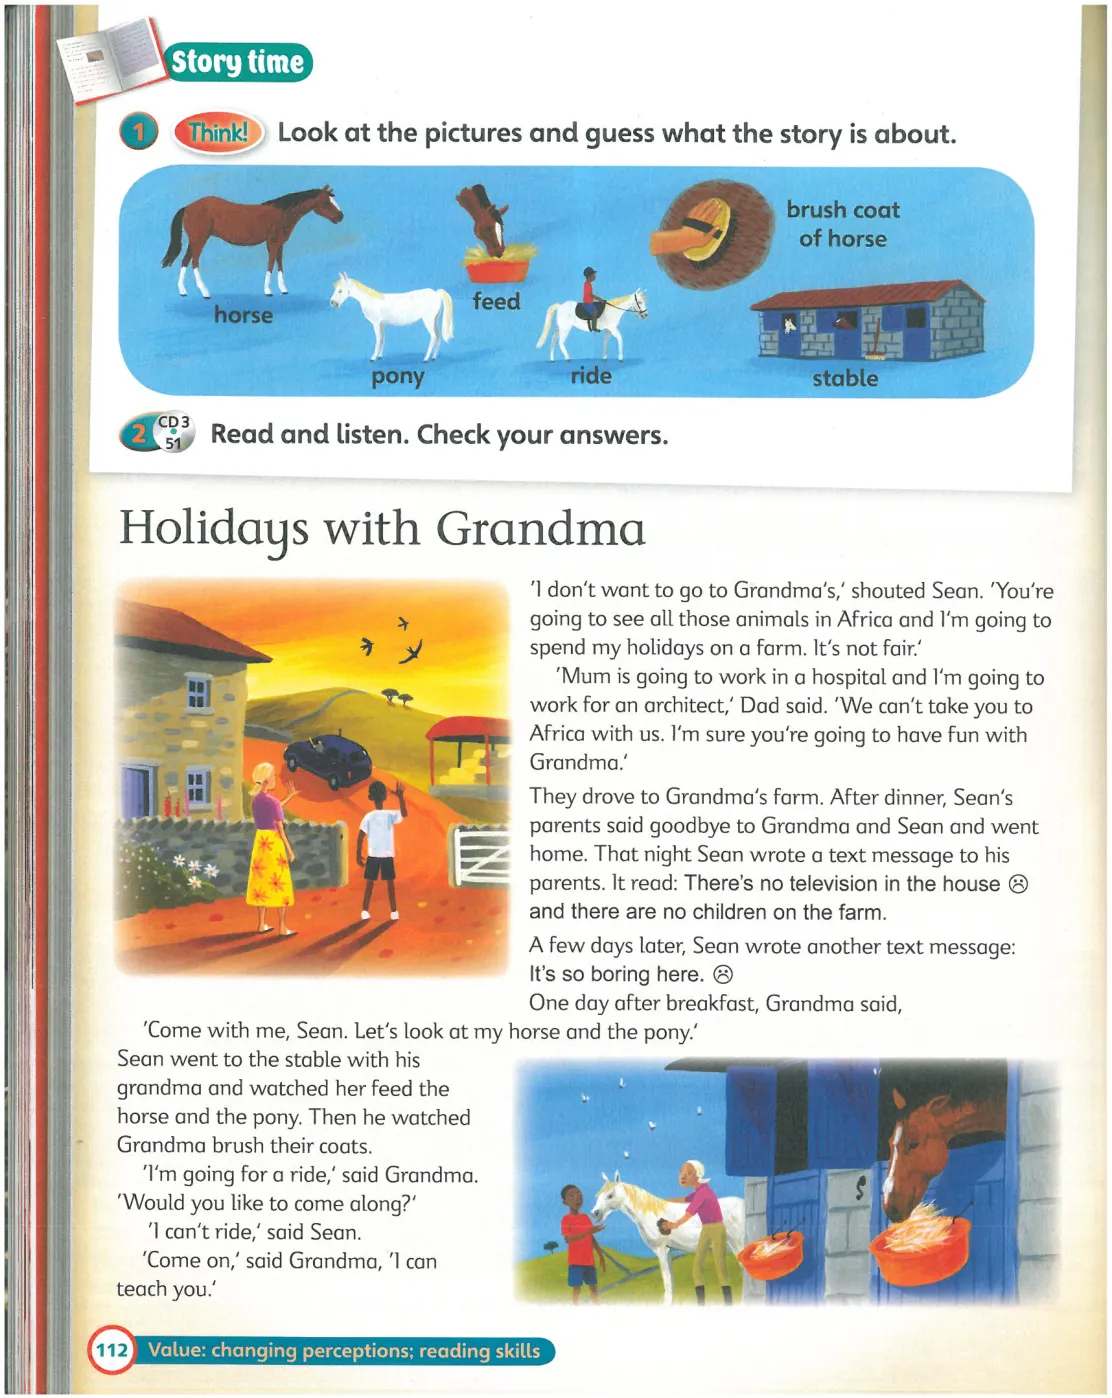 Story time
1 Think! Look at the pictures and guess what the story is about.
horse
pony
feed
ride
brush coat
of horse
stable
2 CD3
51 Read and listen. Check your answers.
Holidays with Grandma
'I don't want to go to Grandma's,' shouted Sean. 'You're
going to see all those animals in Africa and I'm going to
spend my holidays on a farm. It's not fair.'
'Mum is going to work in a hospital and I'm going to
work for an architect,' Dad said. 'We can't take you to
Africa with us. I'm sure you're going to have fun with
Grandma.'
They drove to Grandma's farm. After dinner, Sean's
parents said goodbye to Grandma and Sean and went
home. That night Sean wrote a text message to his
parents. It read: There's no television in the house ☹
and there are no children on the farm.
A few days later, Sean wrote another text message:
It's so boring here. ☹
One day after breakfast, Grandma said,
'Come with me, Sean. Let's look at my horse and the pony.'
Sean went to the stable with his
grandma and watched her feed the
horse and the pony. Then he watched
Grandma brush their coats.
'I'm going for a ride,' said Grandma.
'Would you like to come along?'
'I can't ride,' said Sean.
'Come on,' said Grandma, 'I can
teach you.'
112 Value: changing perceptions; reading skills